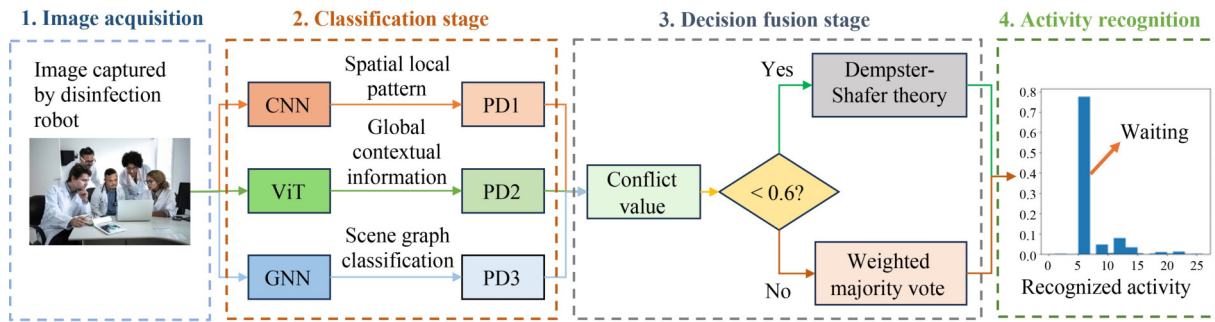 1. Image acquisition
2. Classification stage
3. Decision fusion stage
4. Activity recognition
Image captured
by disinfection
robot
CNN
Spatial local
pattern
PD1
ViT
Global
contextual
information
PD2
GNN
Scene graph
classification
PD3
Conflict
value
< 0.6?
Yes
Dempster-
Shafer theory
No
Weighted
majority vote
0.8
0.7
0.6
0.5
0.4
0.3
0.2
0.1
0.0
Waiting
0 5 10 15 20 25
Recognized activity